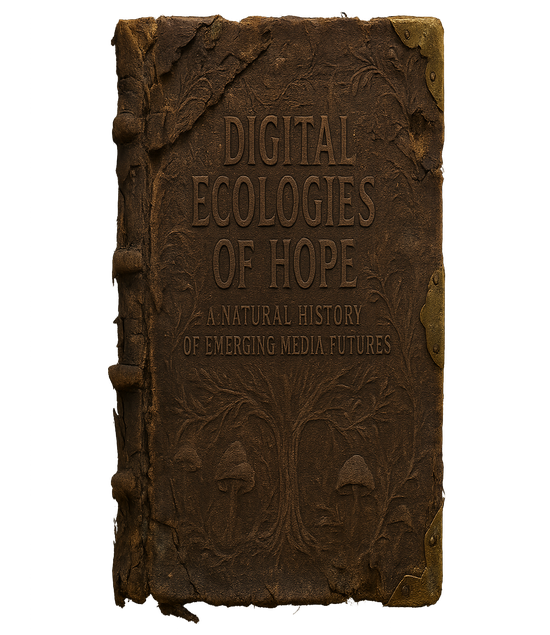 DIGITAL
ECOLOGIES
OF HOPE
A NATURAL HISTORY
OF EMERGING MEDIA FUTURES